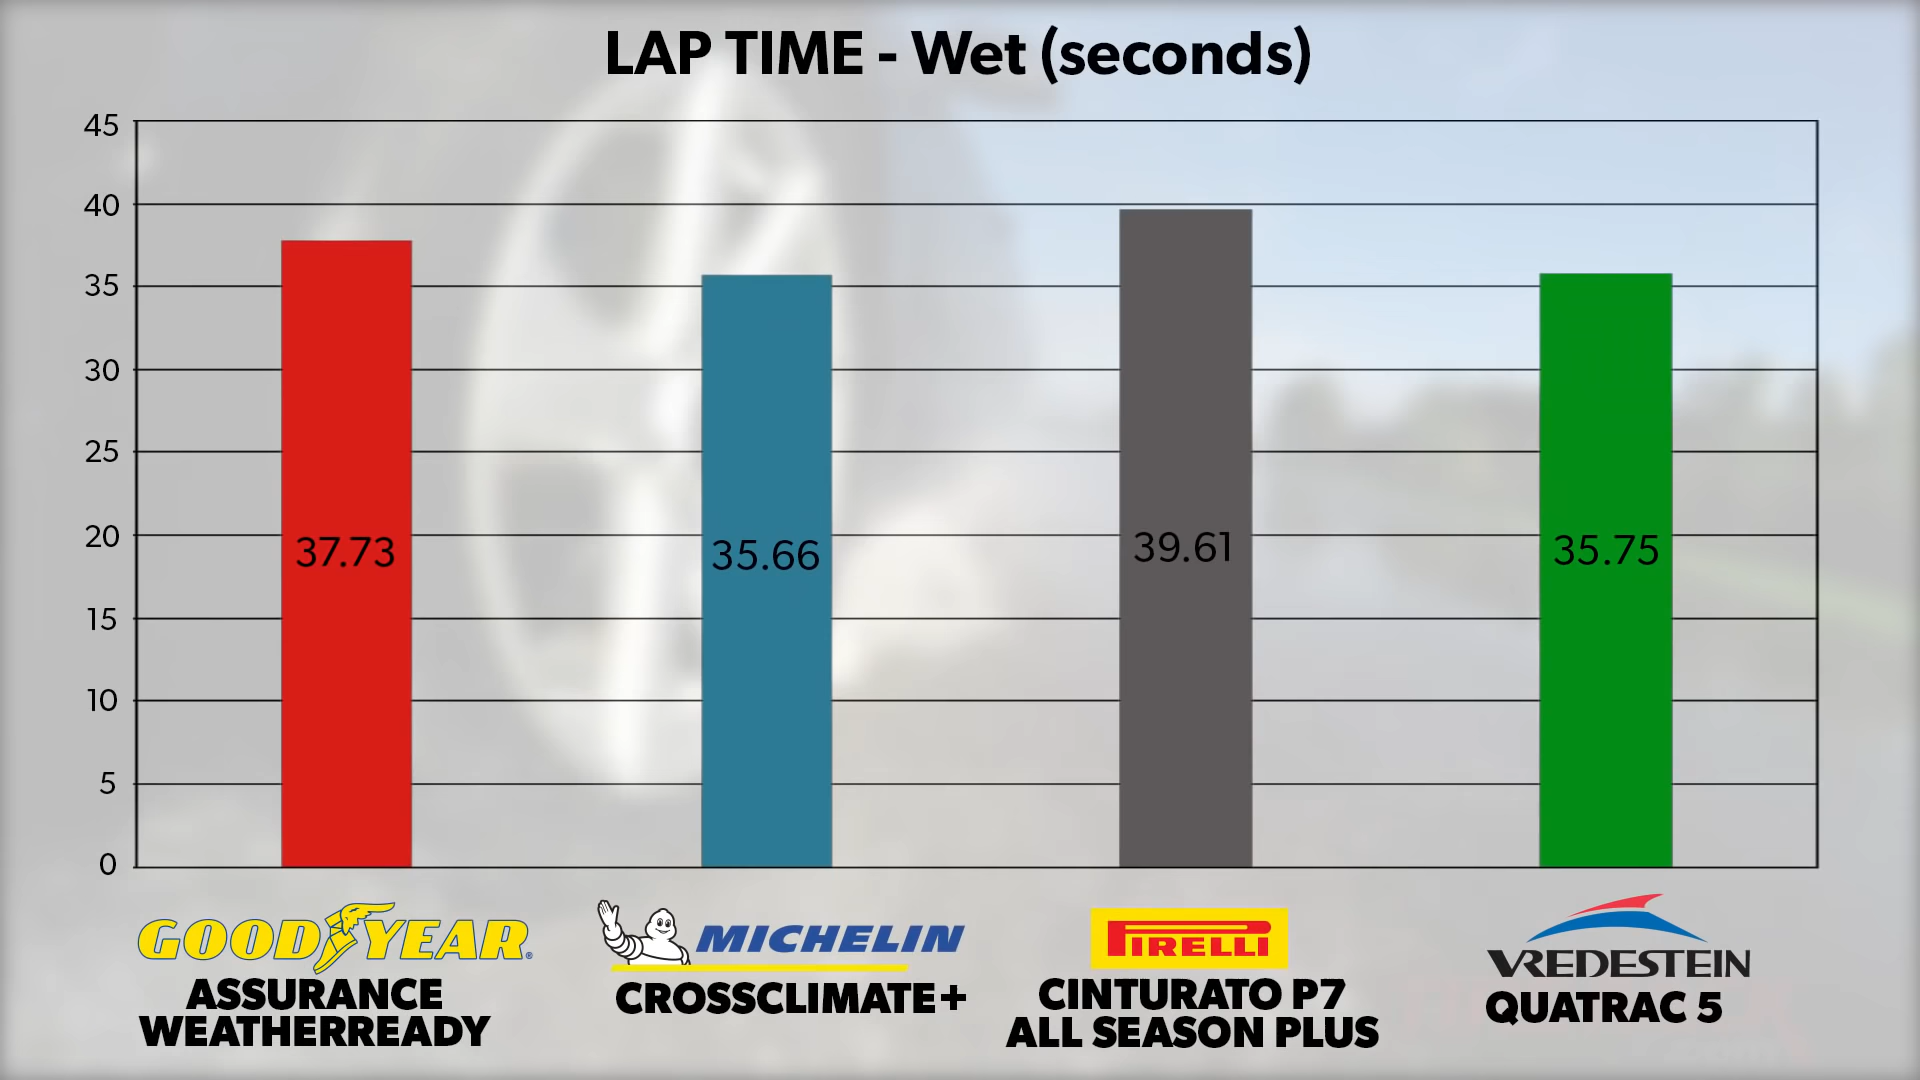 LAP TIME - Wet (seconds)
45
40
35
30
25
20
15
10
5
0
37.73
35.66
39.61
35.75
GOODYEAR
ASSURANCE
WEATHERREADY
MICHELIN
CROSSCLIMATE+
PIRELLI
CINTURATO P7
ALL SEASON PLUS
VREDESTEIN
QUATRAC 5